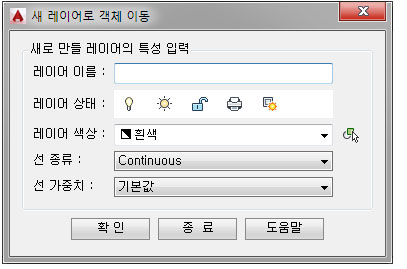 새 레이어로 객체 이동
새로 만들 레이어의 특성 입력
레이어 이름 :
레이어 상태 :
레이어 색상 : 흰색
선 종류 : Continuous
선 가중치 : 기본값
확 인 종 료 도움말